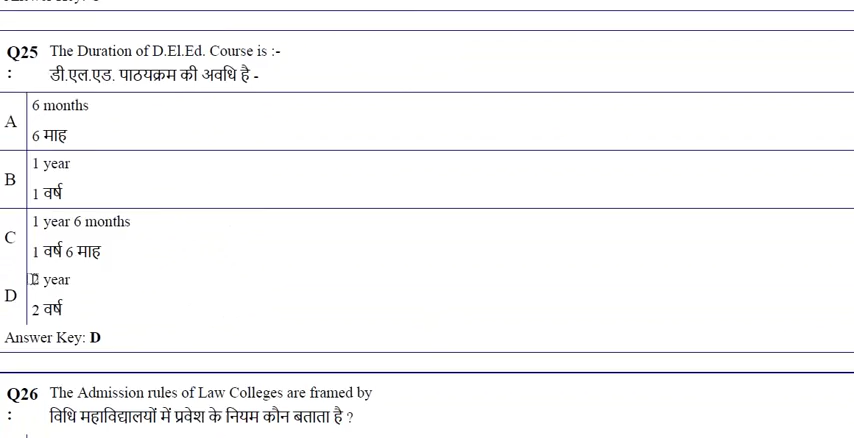 Q25 The Duration of D.El.Ed. Course is :-
: डी.एल.एड. पाठयक्रम की अवधि है -
A
6 months
6 माह
B
1 year
1 वर्ष
C
1 year 6 months
1 वर्ष 6 माह
D
2 year
2 वर्ष
Answer Key: D
Q26 The Admission rules of Law Colleges are framed by
: विधि महाविद्यालयों में प्रवेश के नियम कौन बताता है ?